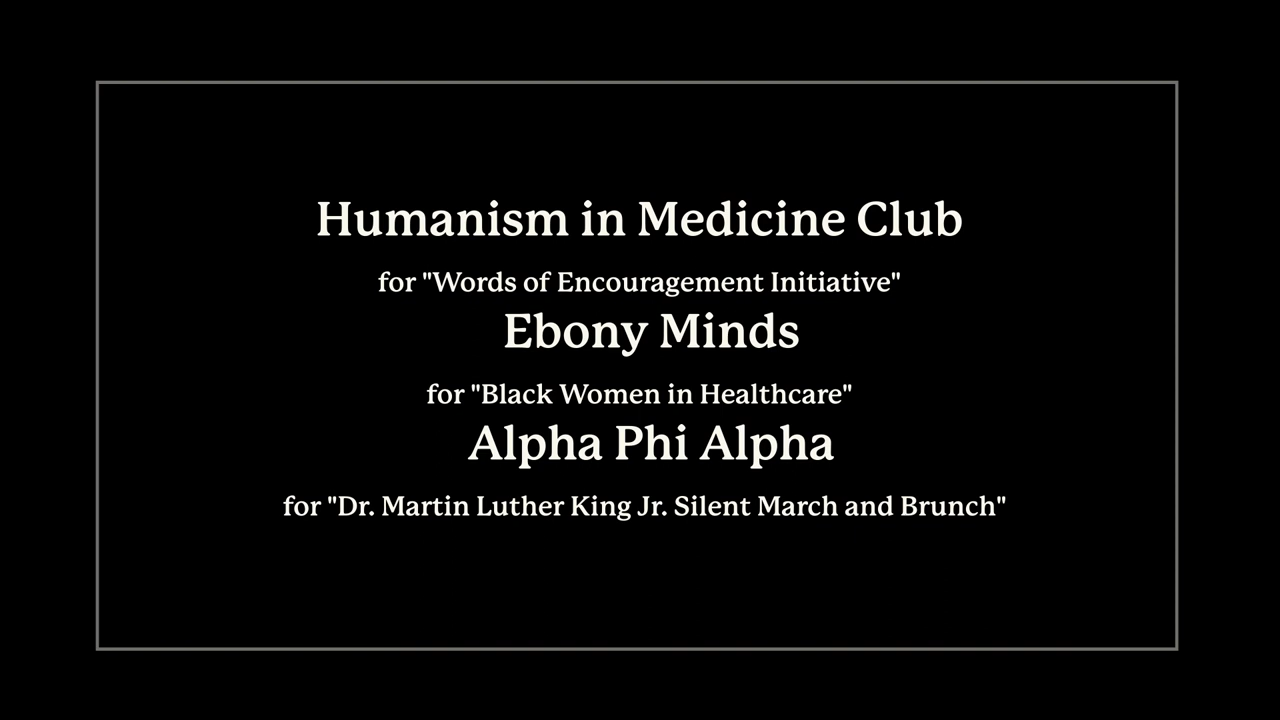 Humanism in Medicine Club
for "Words of Encouragement Initiative"
Ebony Minds
for "Black Women in Healthcare"
Alpha Phi Alpha
for "Dr. Martin Luther King Jr. Silent March and Brunch"